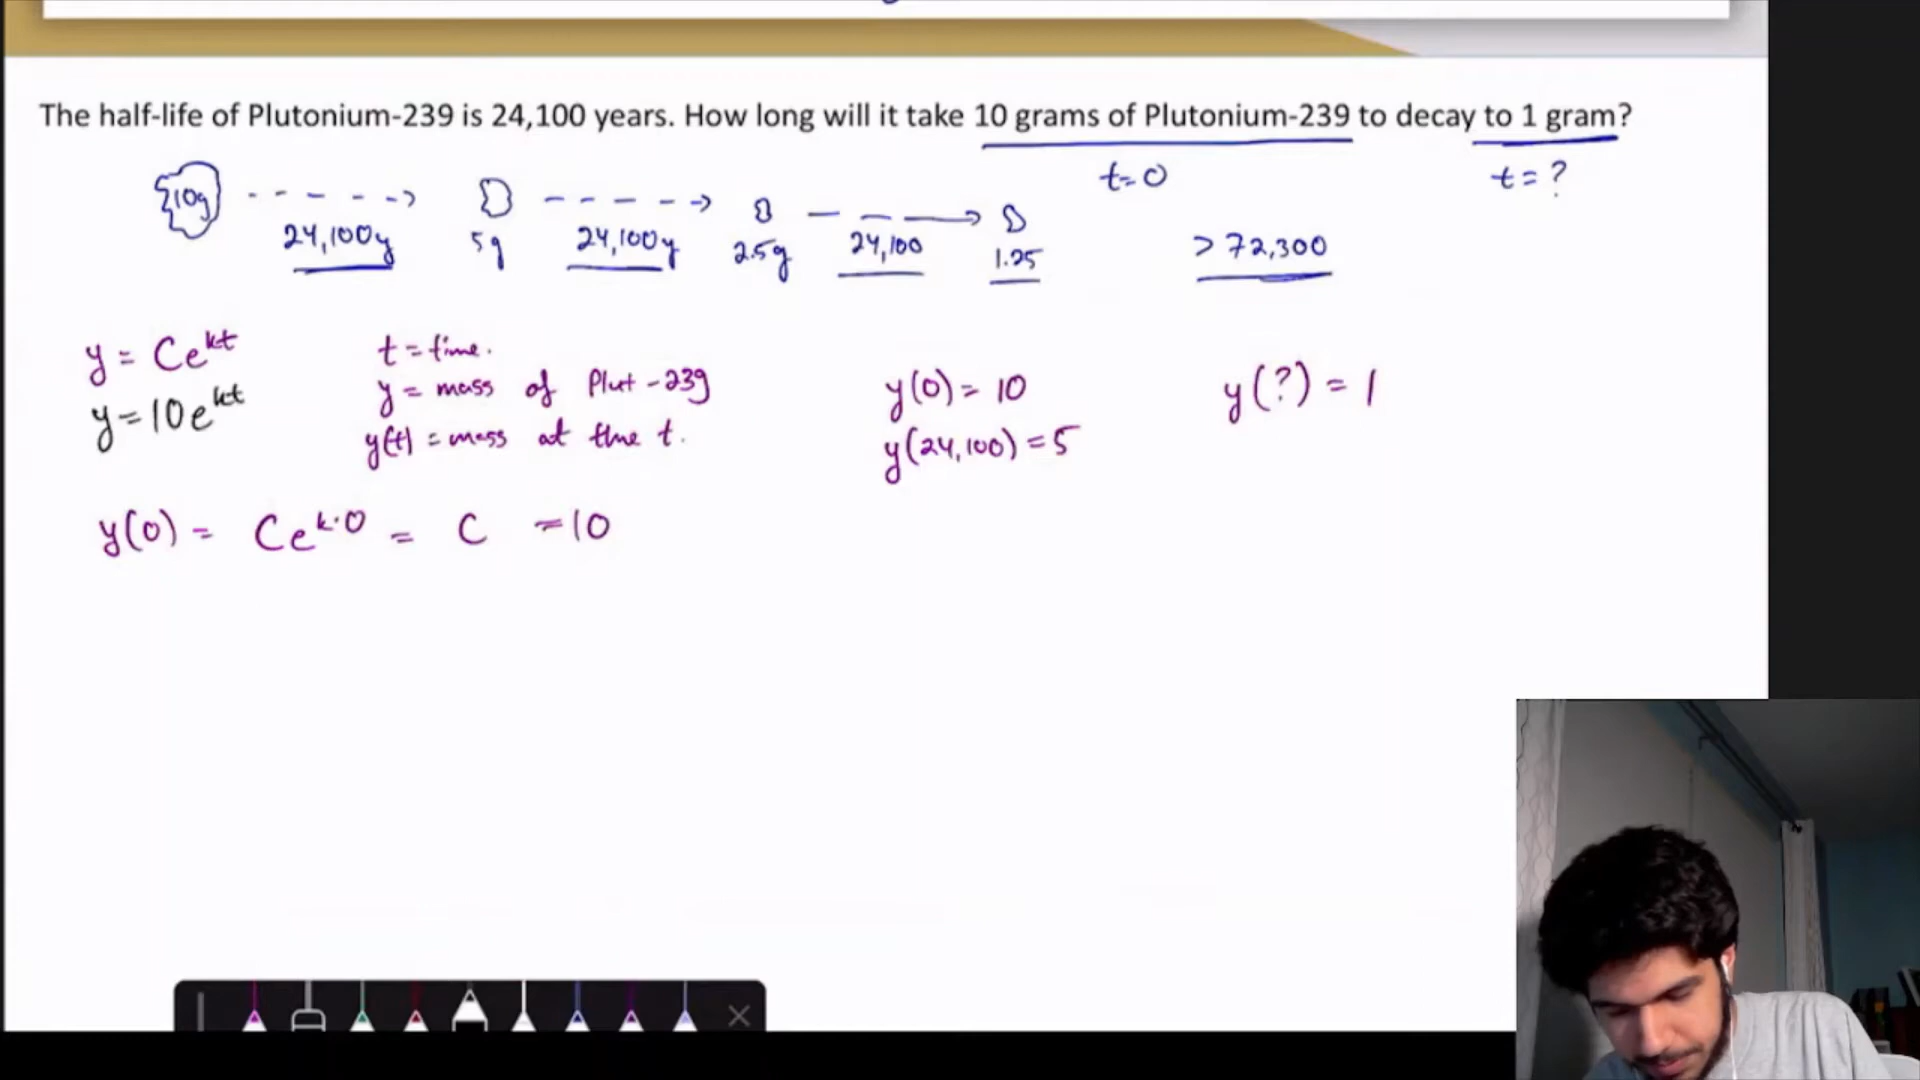 The half-life of Plutonium-239 is 24,100 years. How long will it take 10 grams of Plutonium-239 to decay to 1 gram?
t=0 t=?
10g 24,100y 5g 24,100y 2.5g 24,100 1.25 > 72,300
y = Ce^kt
y=10e^kt
t=time.
y= mass of Plut-239
y(t) = mass at time t.
y(0) = 10
y(24,100) = 5
y(?) = 1
y(0) = Ce^k·0 = C =10